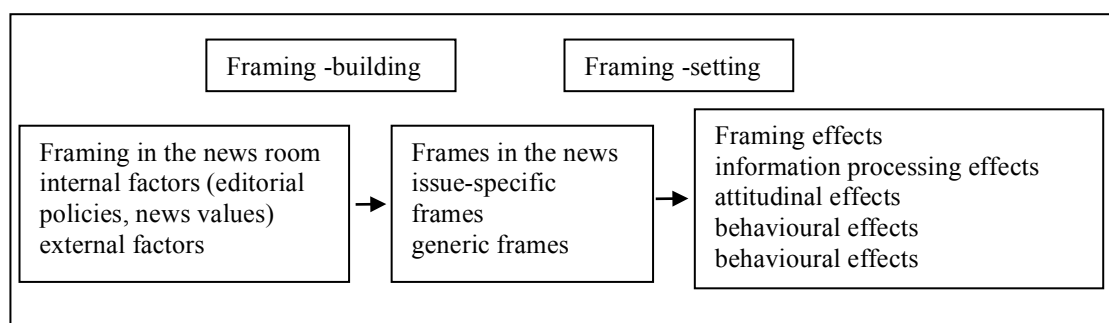 Framing -building
Framing -setting
Framing in the news room
internal factors (editorial
policies, news values)
external factors
Frames in the news
issue-specific
frames
generic frames
Framing effects
information processing effects
attitudinal effects
behavioural effects
behavioural effects